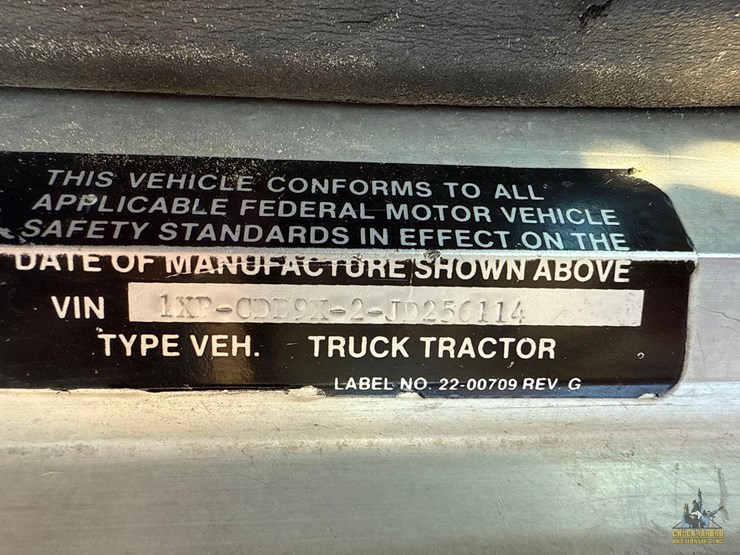 THIS VEHICLE CONFORMS TO ALL
APPLICABLE FEDERAL MOTOR VEHICLE
SAFETY STANDARDS IN EFFECT ON THE
DATE OF MANUFACTURE SHOWN ABOVE
VIN
TYPE VEH. TRUCK TRACTOR
LABEL NO. 22-00709 REV. G